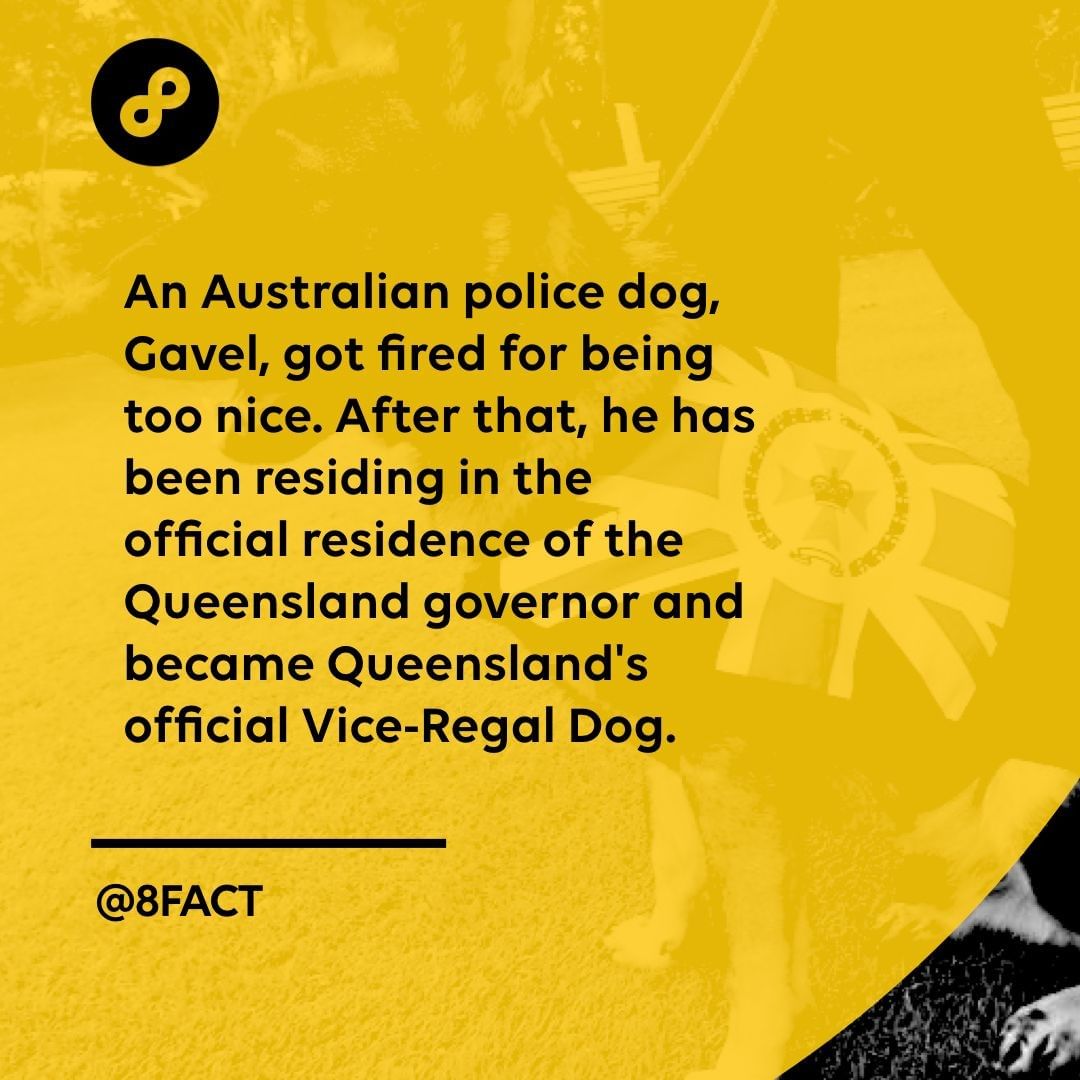 An Australian police dog,
Gavel, got fired for being
too nice. After that, he has
been residing in the
official residence of the
Queensland governor and
became Queensland's
official Vice-Regal Dog.
@8FACT